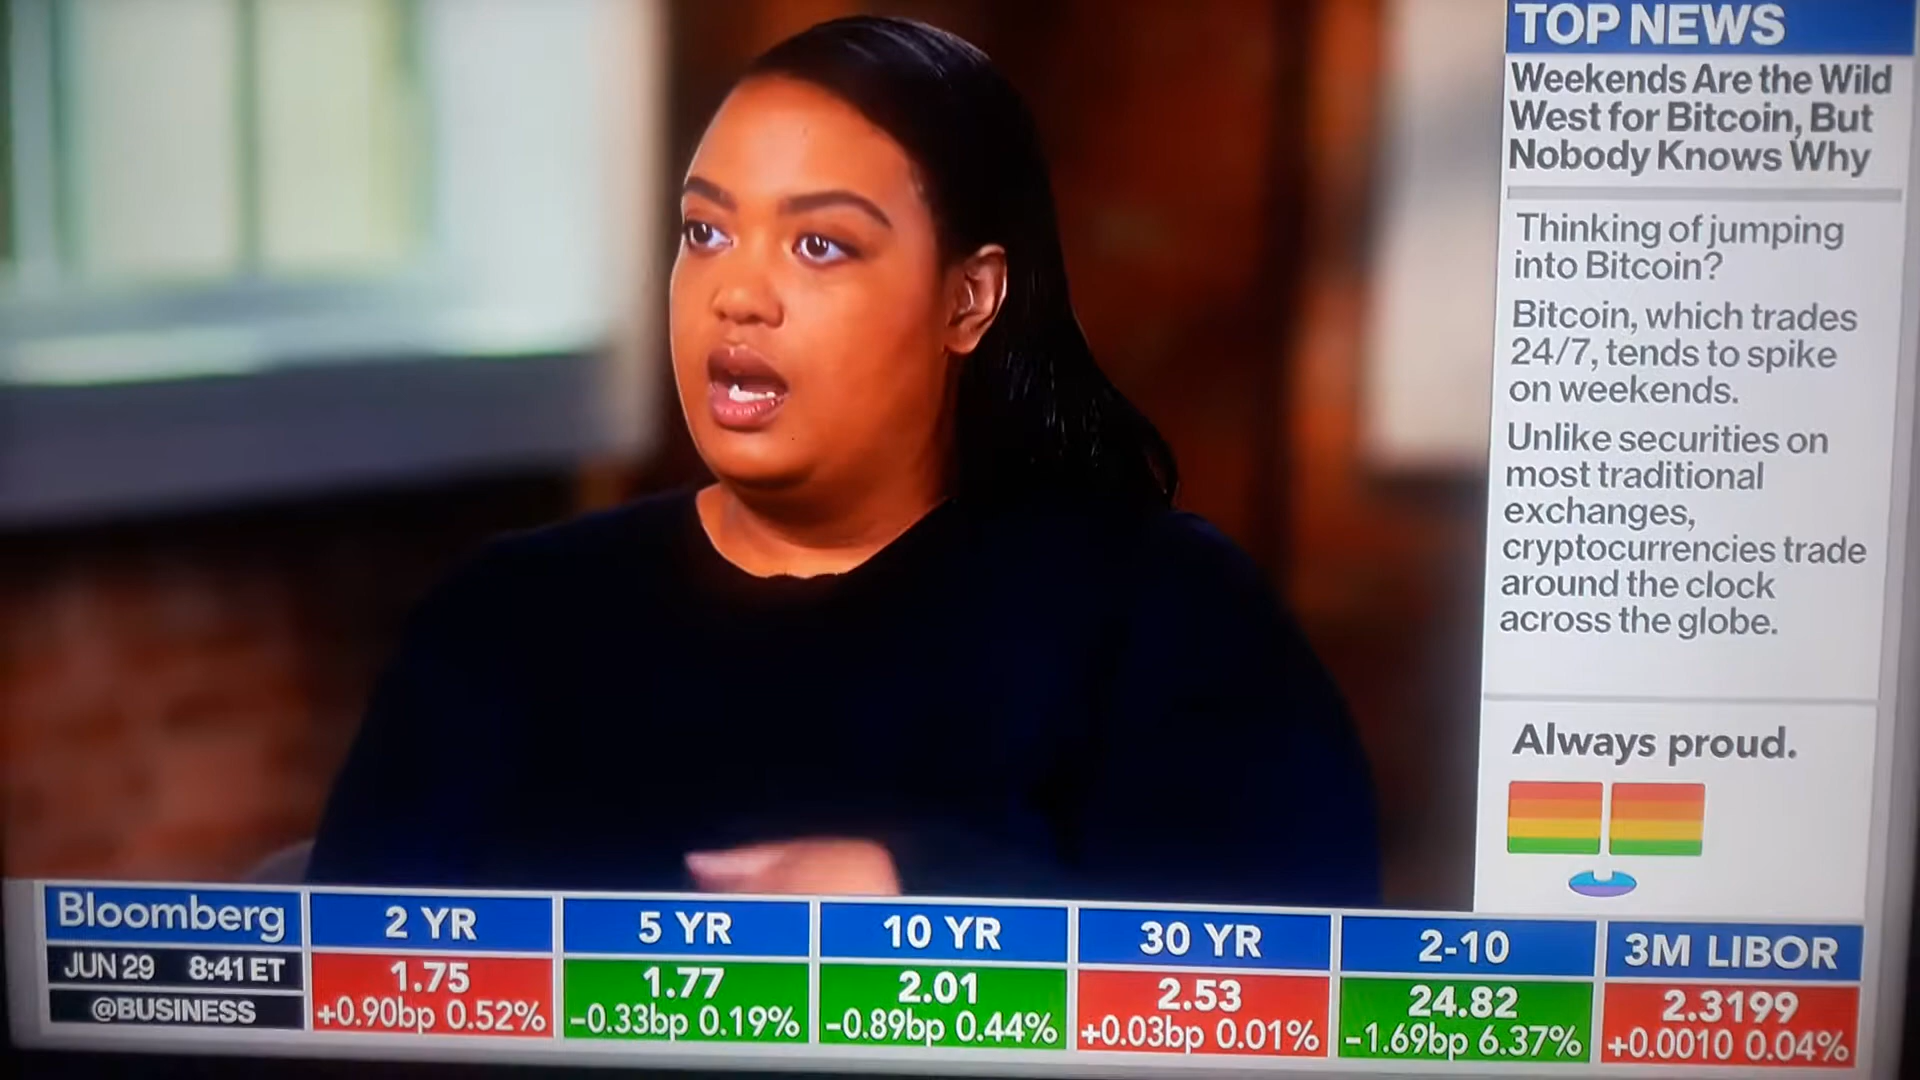 TOP NEWS
Weekends Are the Wild
West for Bitcoin, But
Nobody Knows Why
Thinking of jumping
into Bitcoin?
Bitcoin, which trades
24/7, tends to spike
on weekends.
Unlike securities on
most traditional
exchanges,
cryptocurrencies trade
around the clock
across the globe.
Always proud.
Bloomberg
JUN 29 8:41 ET
@BUSINESS
2 YR
1.75
+0.90bp 0.52%
5 YR
1.77
-0.33bp 0.19%
10 YR
2.01
-0.89bp 0.44%
30 YR
2.53
+0.03bp 0.01%
2-10
24.82
-1.69bp 6.37%
3M LIBOR
2.3199
+0.0010 0.04%